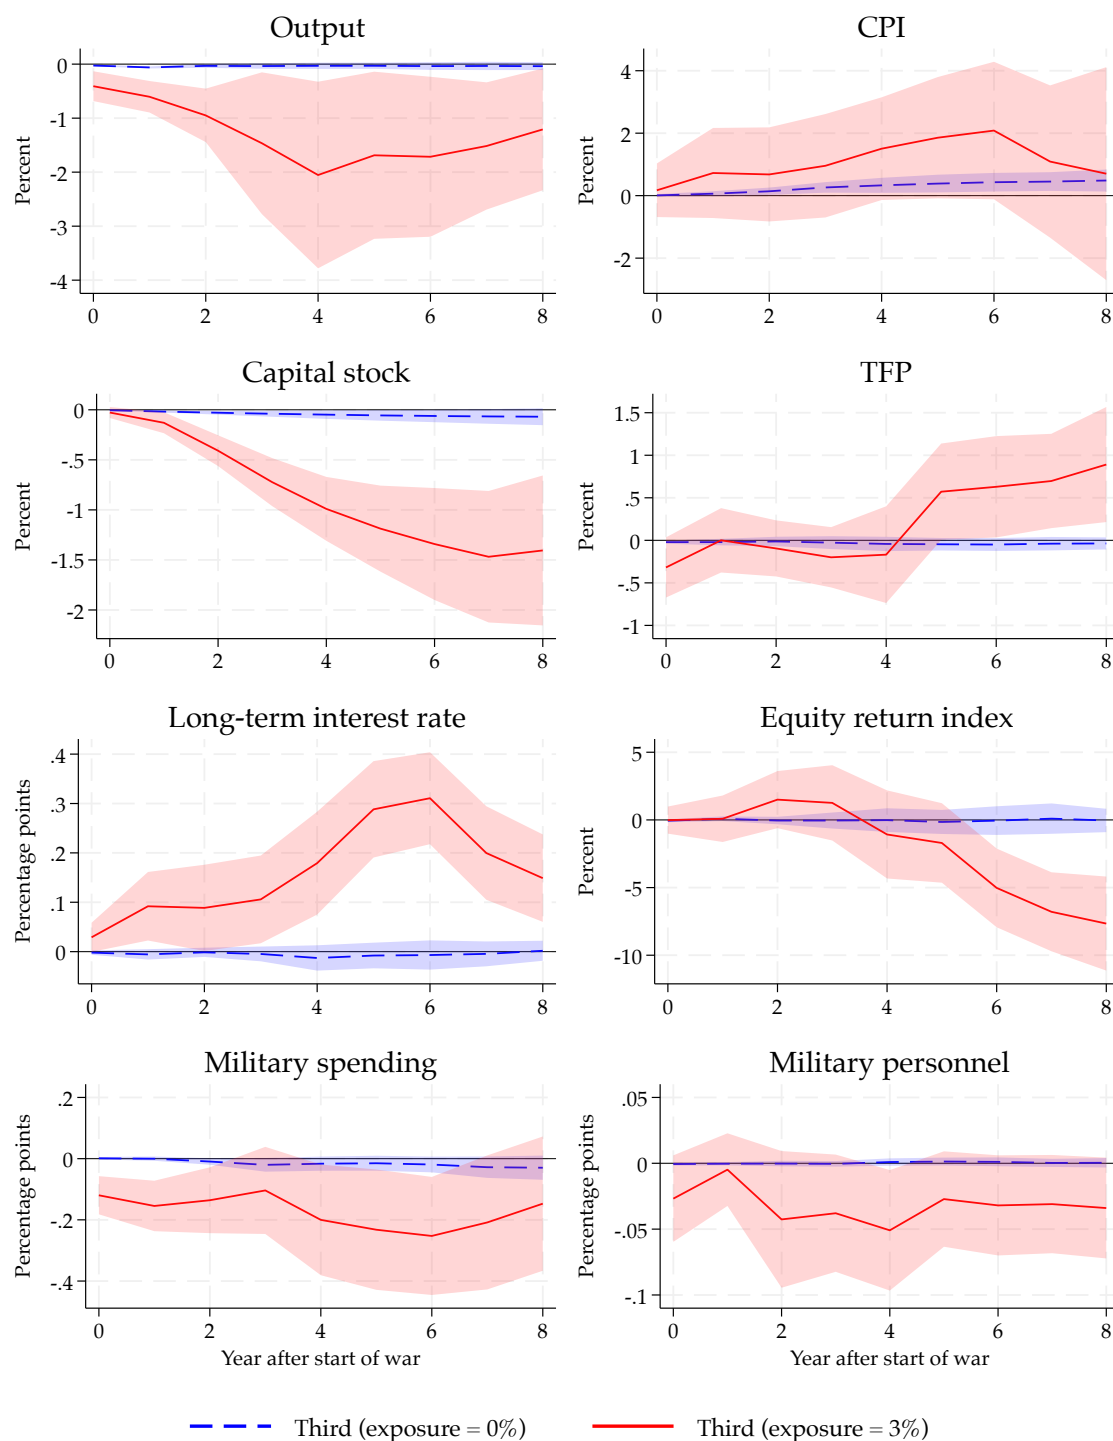 Output
CPI
Percent
0
-1
-2
-3
-4
0 2 4 6 8
Percent
4
2
0
-2
0 2 4 6 8
Capital stock
TFP
Percent
0
-.5
-1
-1.5
-2
0 2 4 6 8
Percent
1.5
1
.5
0
-.5
-1
0 2 4 6 8
Long-term interest rate
Equity return index
Percentage points
.4
.3
.2
.1
0
0 2 4 6 8
Percent
5
0
-5
-10
0 2 4 6 8
Military spending
Military personnel
Percentage points
.2
0
-.2
-.4
0 2 4 6 8
Year after start of war
Percentage points
.05
0
-.05
-.1
0 2 4 6 8
Year after start of war
Third (exposure = 0%)
Third (exposure = 3%)